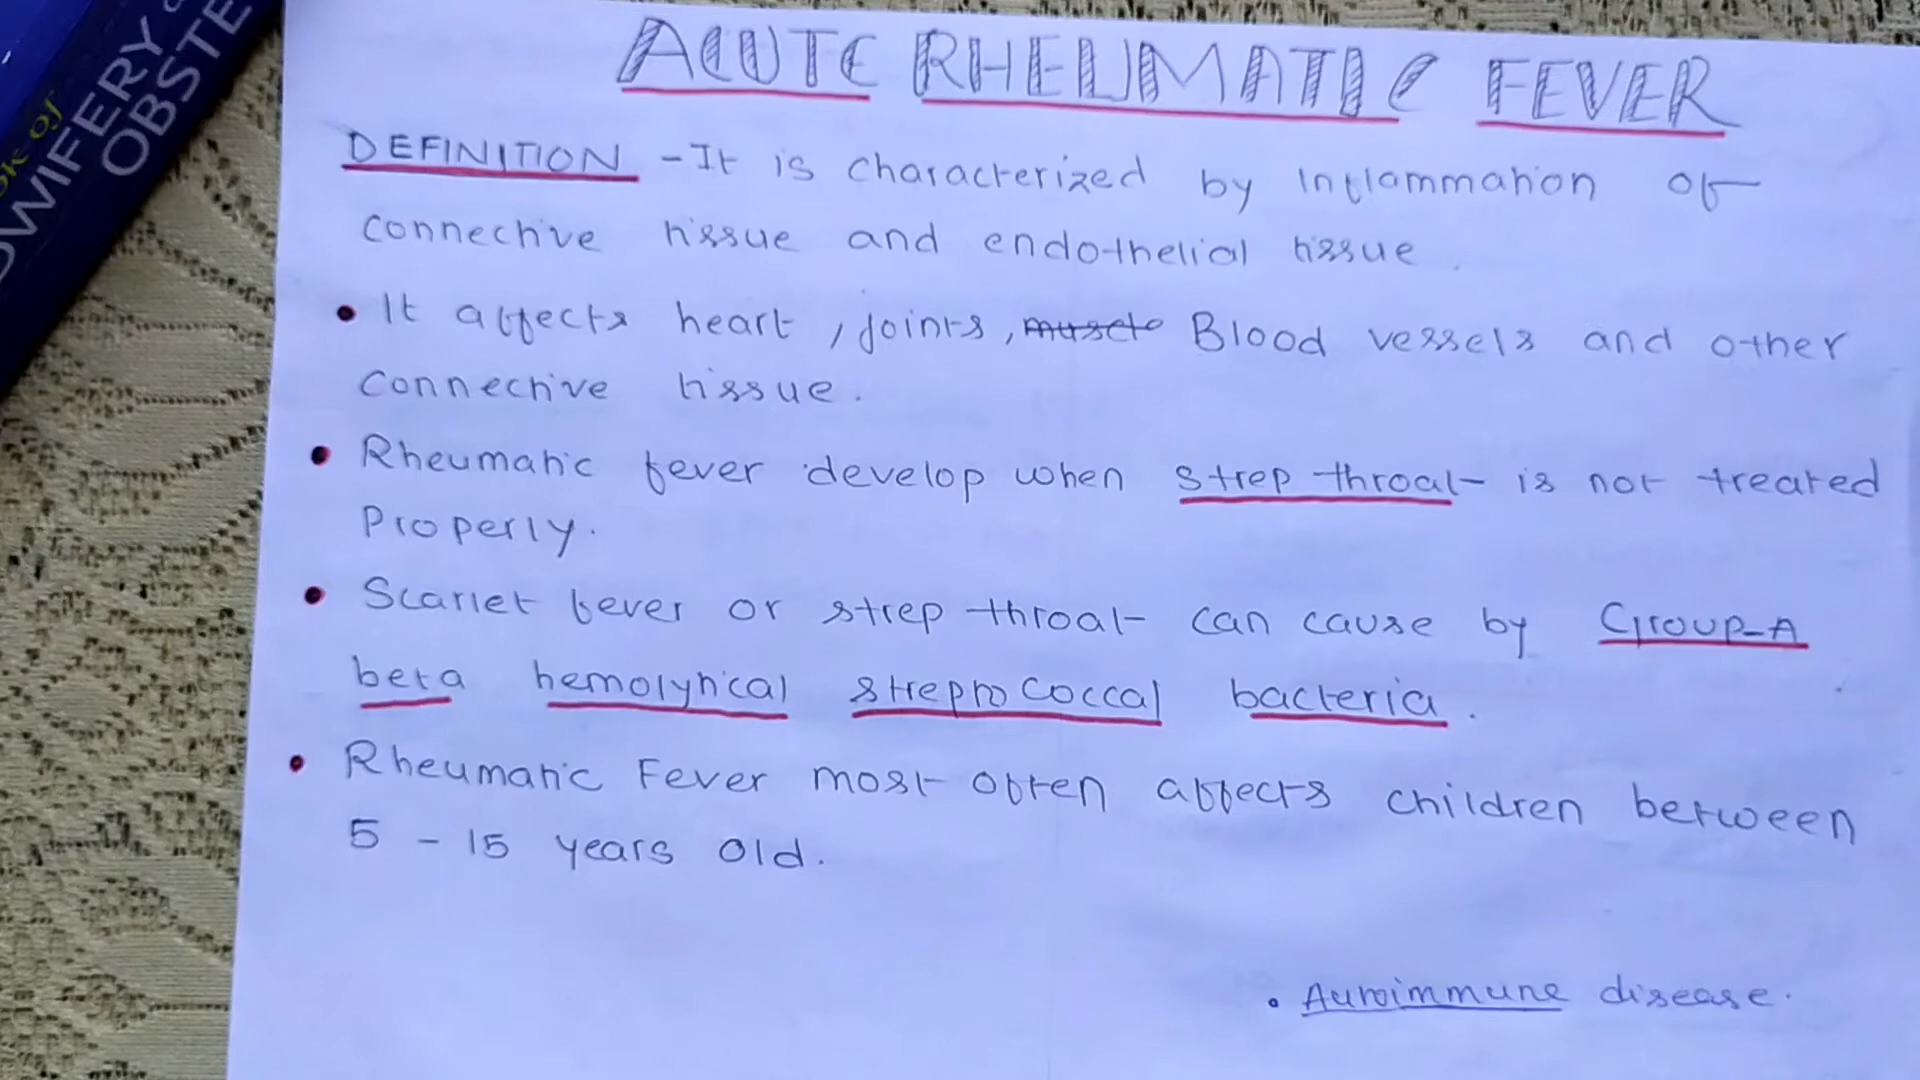 OK OF
DWIFERY &
OBSTE
ACUTE RHEUMATIC FEVER
DEFINITION - It is characterized by Inflammation of
connective tissue and endothelial tissue.
• It affects heart, joints, muscle Blood vessels and other
connective tissue.
• Rheumatic fever develop when strep throat is not treated
Properly.
• Scarlet fever or strep throat can cause by Group-A
beta hemolytical streptococcal bacteria.
• Rheumatic Fever most often affects children between
5 - 15 years old.
• Autoimmune disease.